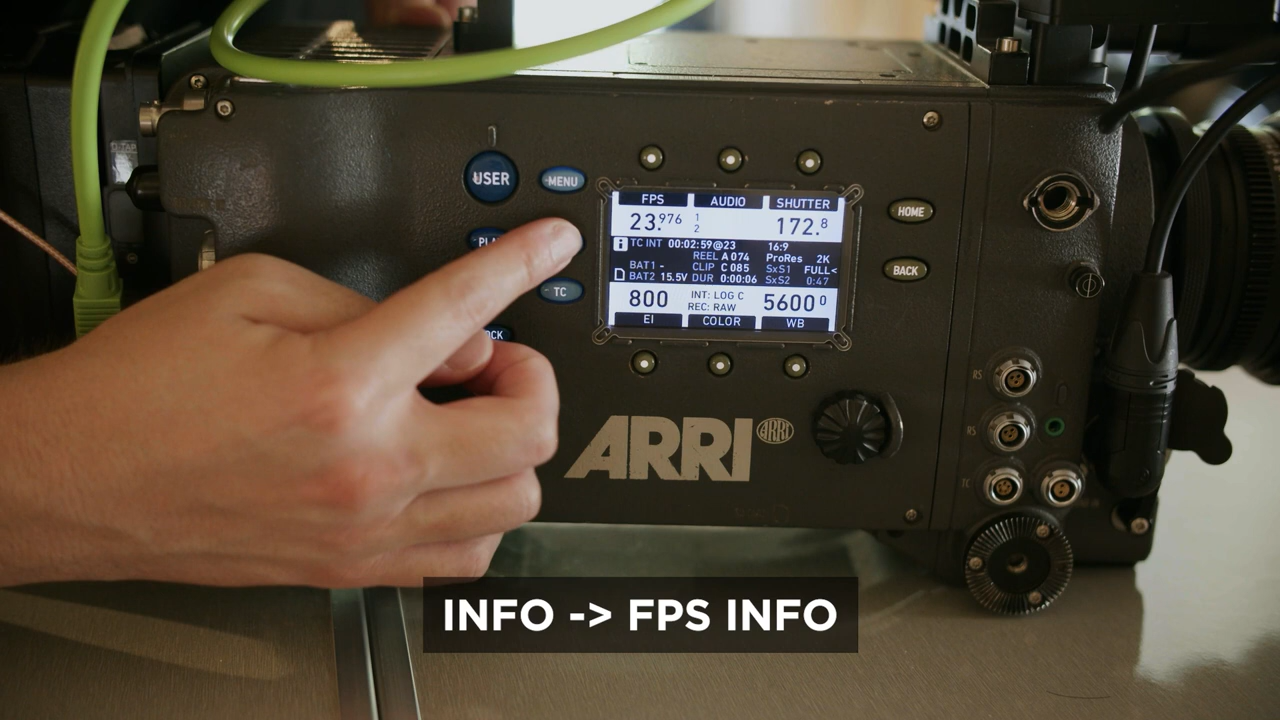 USER
MENU
FPS AUDIO SHUTTER
23.976 1 172.8
2
HOME
TC INT 00:02:59@23 16:9
REEL A 074 ProRes 2K
BAT1 - CLIP C 085 SxS1 FULL<
BAT2 15.5V DUR 0:00:06 SxS2 0:47
BACK
TC
800 INT: LOG C 5600 0
REC: RAW
EI COLOR WB
RS
ARRI ARRI
RS
TC
INFO -> FPS INFO